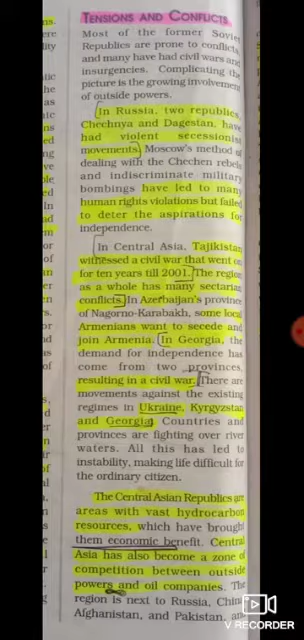 TENSIONS AND CONFLICTS
Most of the former Soviet
Republics are prone to conflicts,
and many have had civil wars and
insurgencies. Complicating the
picture is the growing involvement
of outside powers.
In Russia, two republics,
Chechnya and Dagestan, have
had violent secessionist
movements. Moscow's method of
dealing with the Chechen rebels
and indiscriminate military
bombings have led to many
human rights violations but failed
to deter the aspirations for
independence.
In Central Asia, Tajikistan
witnessed a civil war that went on
for ten years till 2001. The region
as a whole has many sectarian
conflicts. In Azerbaijan's province
of Nagorno-Karabakh, some local
Armenians want to secede and
join Armenia. In Georgia, the
demand for independence has
come from two provinces,
resulting in a civil war. There are
movements against the existing
regimes in Ukraine, Kyrgyzstan
and Georgia. Countries and
provinces are fighting over river
waters. All this has led to
instability, making life difficult for
the ordinary citizen.
The Central Asian Republics are
areas with vast hydrocarbon
resources, which have brought
them economic benefit. Central
Asia has also become a zone of
competition between outside
powers and oil companies. The
region is next to Russia, China,
Afghanistan, and Pakistan, and
V RECORDER